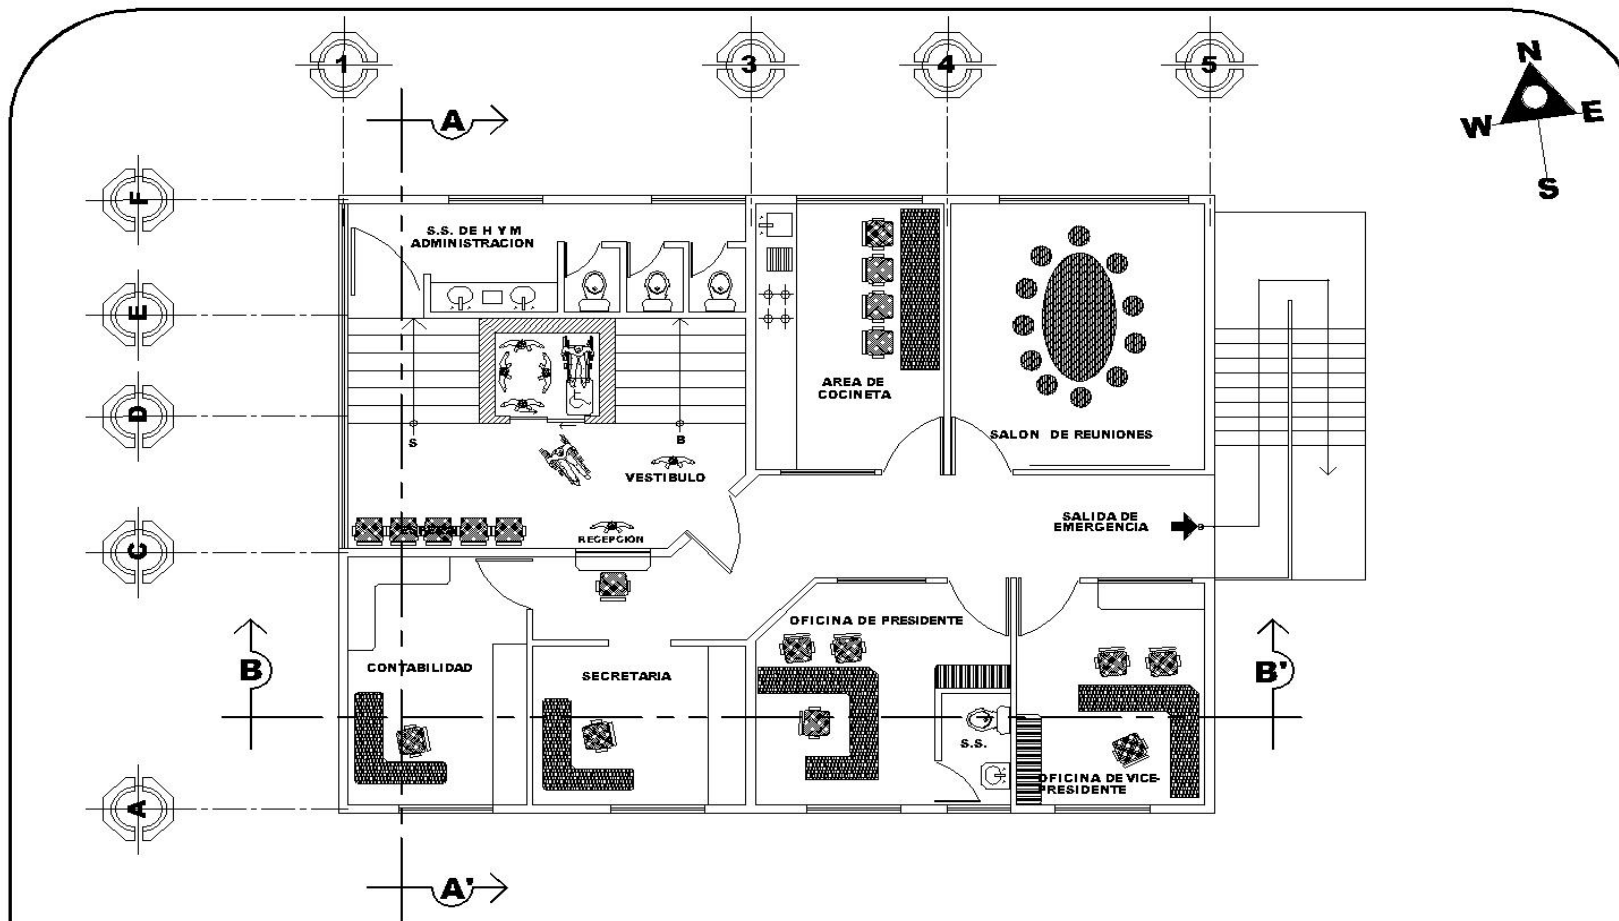 1
3
4
5
N
W
E
S
A
F
S.S. DE H Y M
ADMINISTRACION
E
D
AREA DE
COCINETA
S
B
SALON DE REUNIONES
VESTIBULO
SALIDA DE
EMERGENCIA
RECEPCIÓN
C
OFICINA DE PRESIDENTE
B
CONTABILIDAD
SECRETARIA
B'
S.S.
OFICINA DE VICE-
PRESIDENTE
A
A'